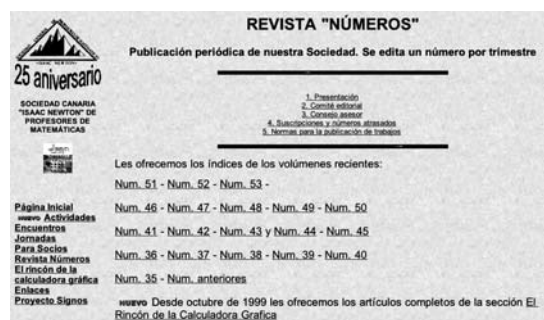 ISAAC NEWTON
25 aniversario
SOCIEDAD CANARIA
"ISAAC NEWTON" DE
PROFESORES DE
MATEMÁTICAS
Página Inicial
NUEVO Actividades
Encuentros
Jornadas
Para Socios
Revista Números
El rincón de la
calculadora gráfica
Enlaces
Proyecto Signos
REVISTA "NÚMEROS"
Publicación periódica de nuestra Sociedad. Se edita un número por trimestre
1. Presentación
2. Comité editorial
3. Consejo asesor
4. Suscripciones y números atrasados
5. Normas para la publicación de trabajos
Les ofrecemos los índices de los volúmenes recientes:
Num. 51 - Num. 52 - Num. 53 -
Num. 46 - Num. 47 - Num. 48 - Num. 49 - Num. 50
Num. 41 - Num. 42 - Num. 43 y Num. 44 - Num. 45
Num. 36 - Num. 37 - Num. 38 - Num. 39 - Num. 40
Num. 35 - Num. anteriores
NUEVO Desde octubre de 1999 les ofrecemos los artículos completos de la sección El
Rincón de la Calculadora Grafica